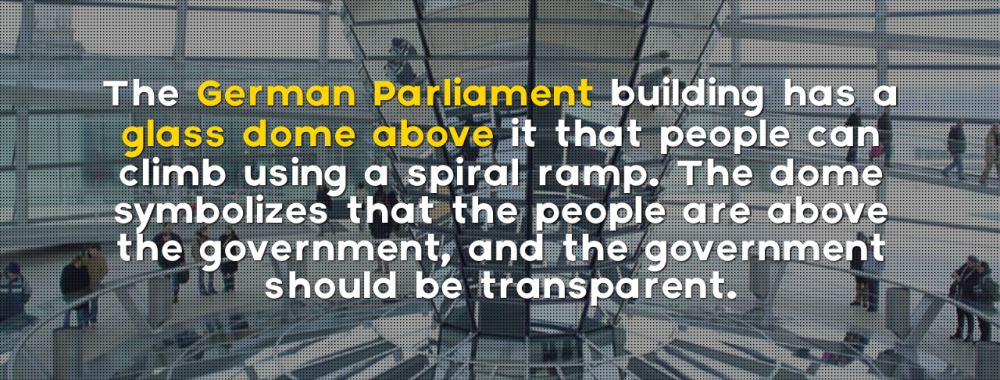 The German Parliament building has a
glass dome above it that people can
climb using a spiral ramp. The dome
symbolizes that the people are above
the government, and the government
should be transparent.